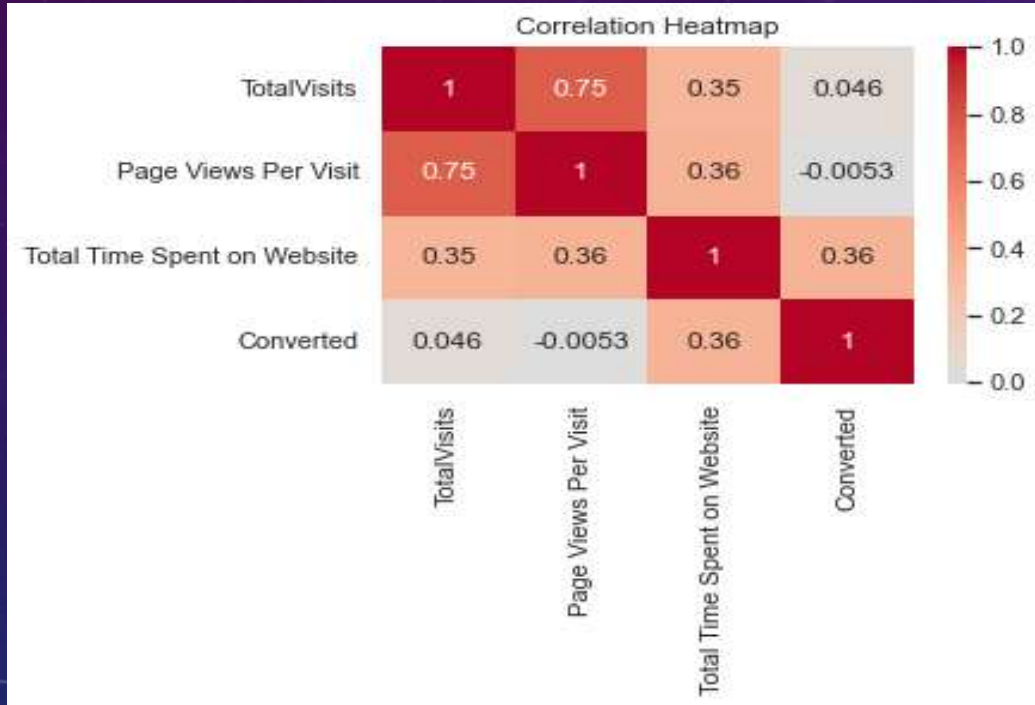 Correlation Heatmap
TotalVisits 1 0.75 0.35 0.046
Page Views Per Visit 0.75 1 0.36 -0.0053
Total Time Spent on Website 0.35 0.36 1 0.36
Converted 0.046 -0.0053 0.36 1
TotalVisits
Page Views Per Visit
Total Time Spent on Website
Converted
1.0
0.8
0.6
0.4
0.2
0.0